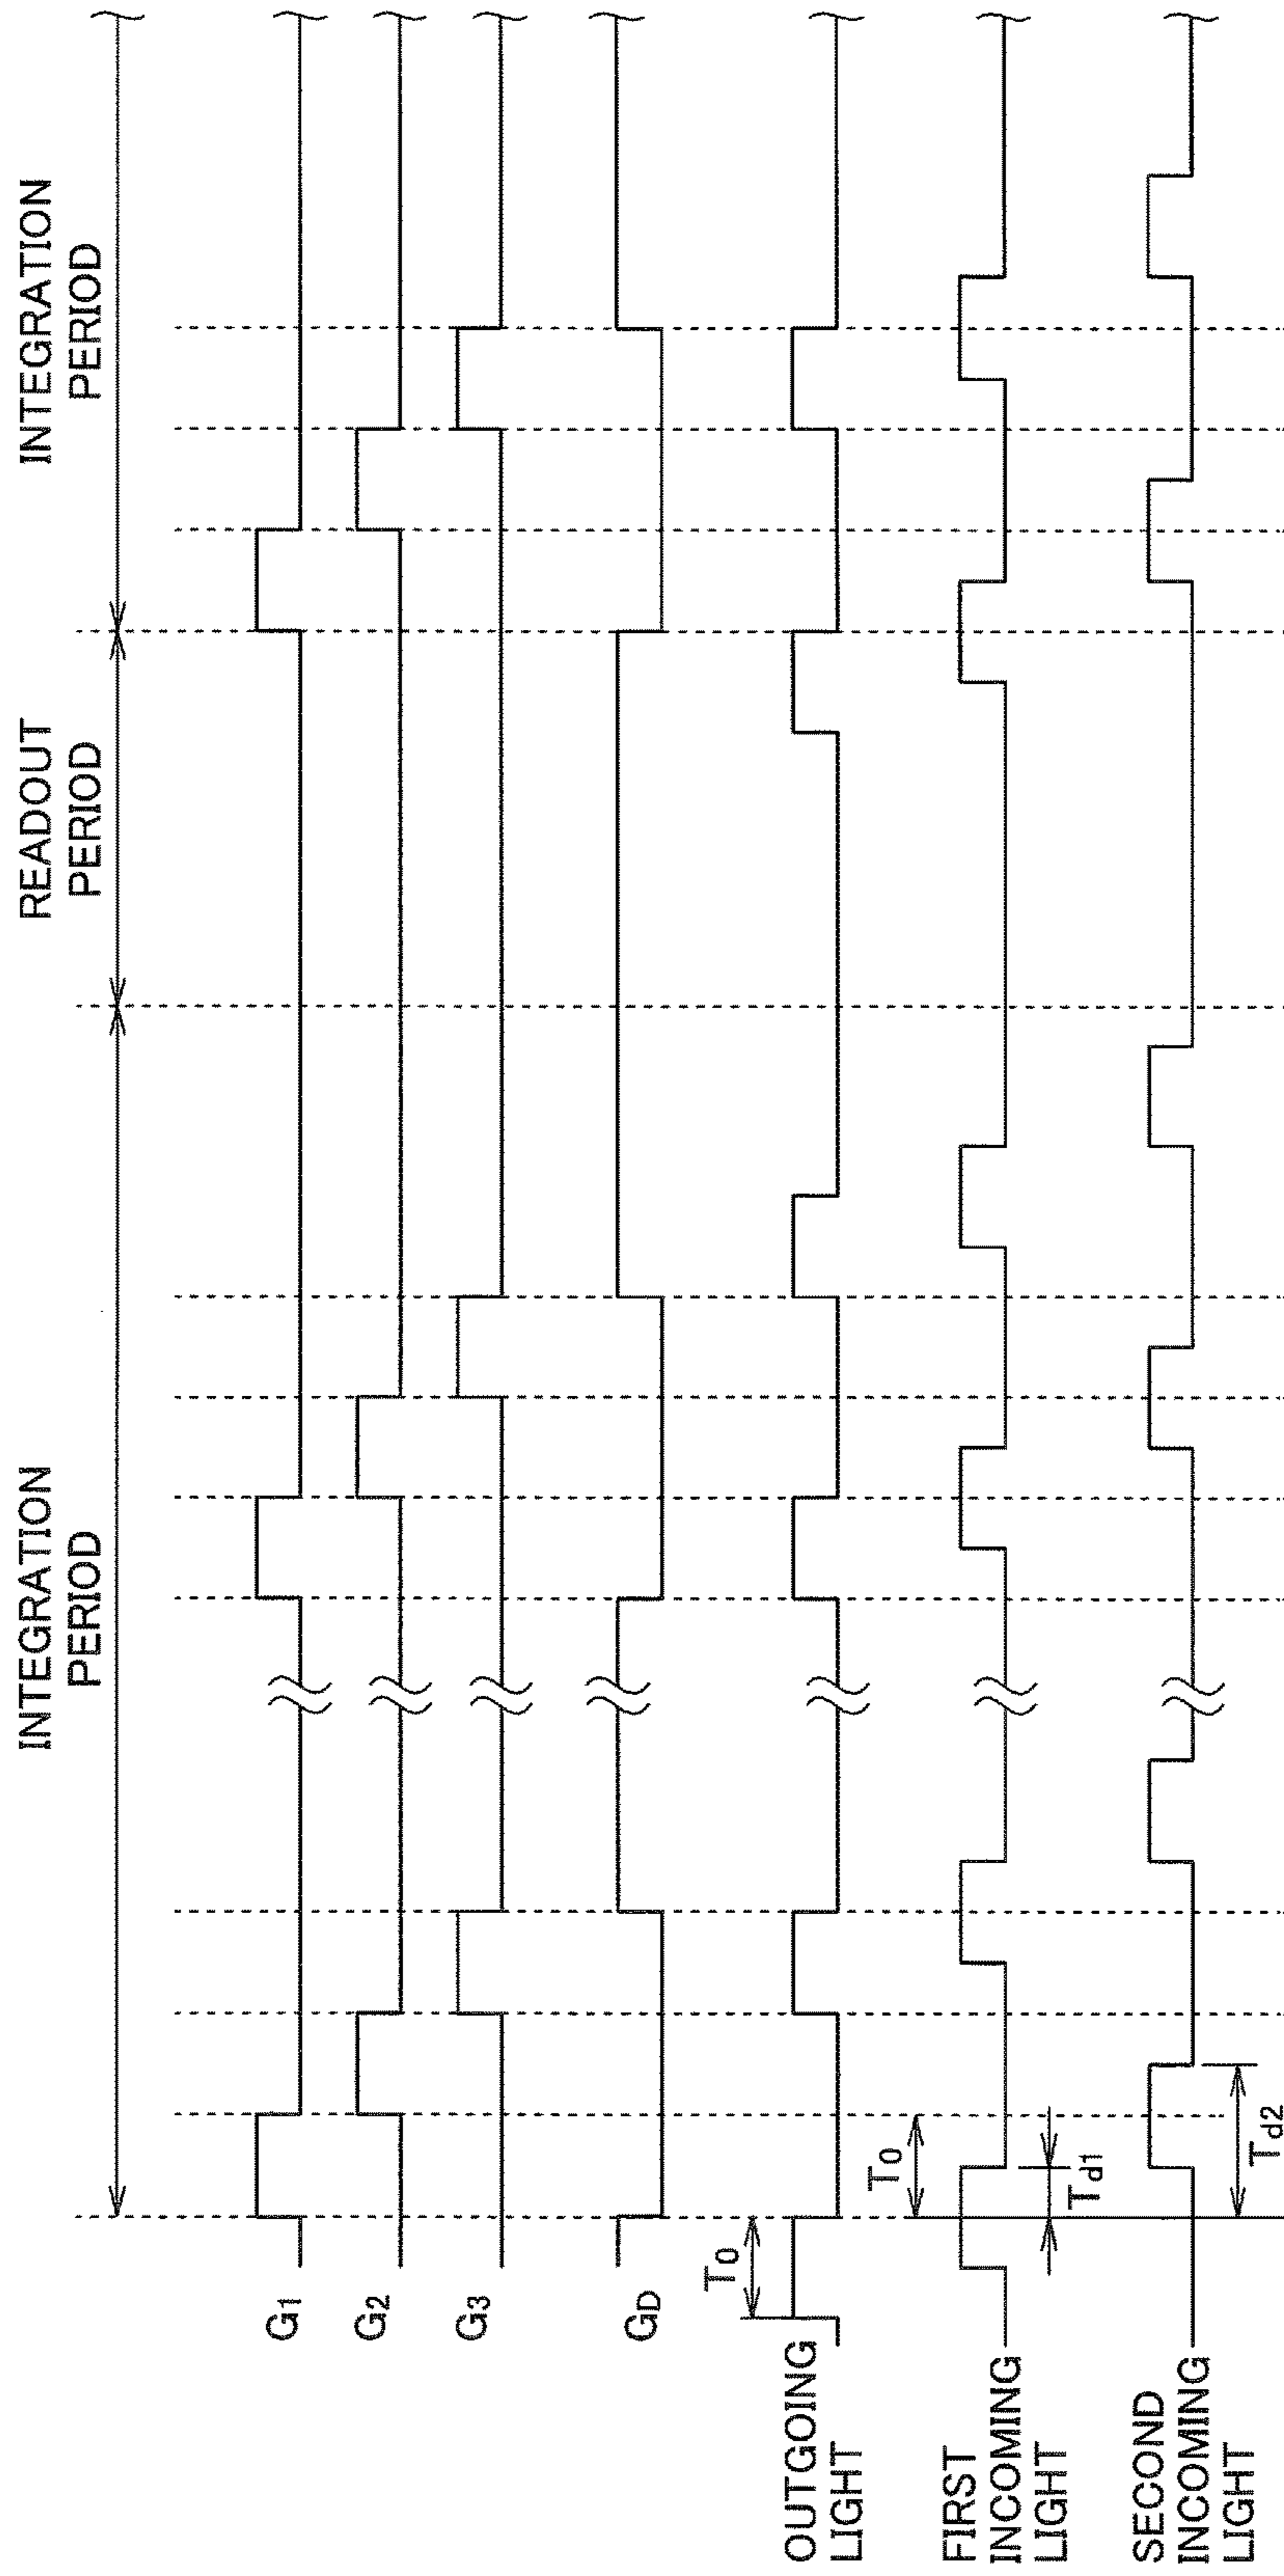 INTEGRATION
PERIOD
READOUT
PERIOD
INTEGRATION
PERIOD
G1
G2
G3
GD
OUTGOING
LIGHT
T0
FIRST
INCOMING
LIGHT
T0
Td1
SECOND
INCOMING
LIGHT
Td2